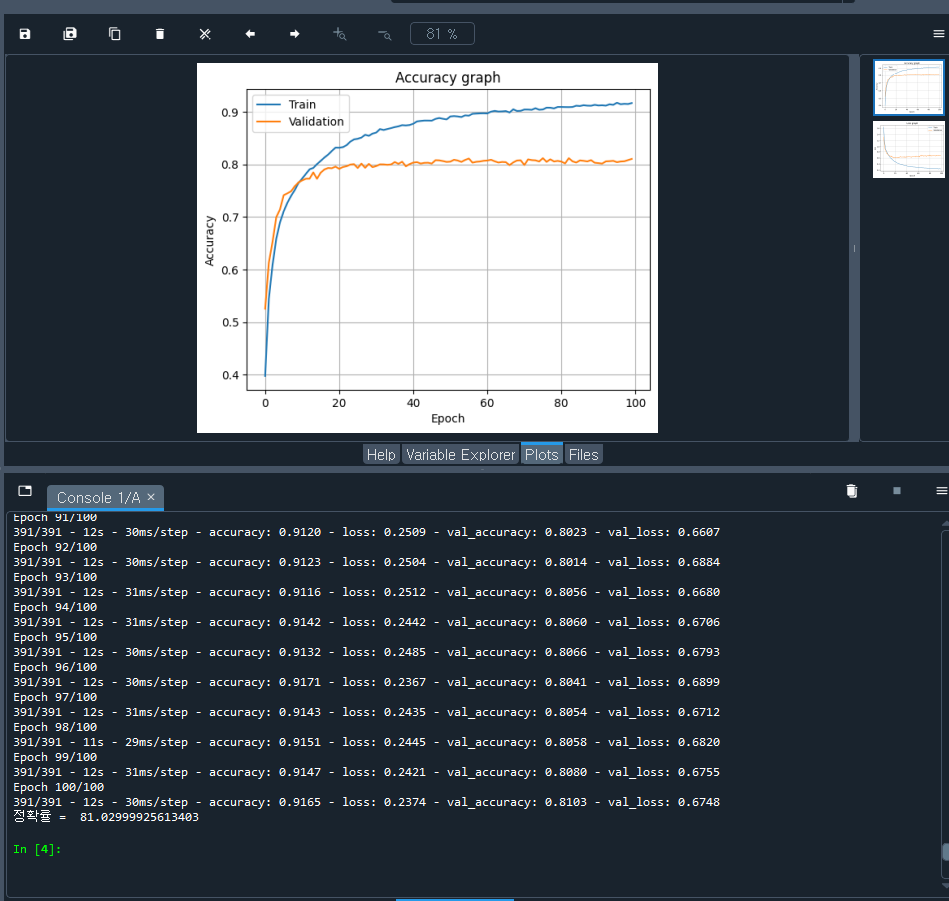 81 %
Accuracy graph
Train
Validation
0.9
0.8
0.7
0.6
0.5
0.4
Accuracy
0 20 40 60 80 100
Epoch
Help Variable Explorer Plots Files
Console 1/A ×
Epoch 91/100
391/391 - 12s - 30ms/step - accuracy: 0.9120 - loss: 0.2509 - val_accuracy: 0.8023 - val_loss: 0.6607
Epoch 92/100
391/391 - 12s - 30ms/step - accuracy: 0.9123 - loss: 0.2504 - val_accuracy: 0.8014 - val_loss: 0.6884
Epoch 93/100
391/391 - 12s - 31ms/step - accuracy: 0.9116 - loss: 0.2512 - val_accuracy: 0.8056 - val_loss: 0.6680
Epoch 94/100
391/391 - 12s - 31ms/step - accuracy: 0.9142 - loss: 0.2442 - val_accuracy: 0.8060 - val_loss: 0.6706
Epoch 95/100
391/391 - 12s - 30ms/step - accuracy: 0.9132 - loss: 0.2485 - val_accuracy: 0.8066 - val_loss: 0.6793
Epoch 96/100
391/391 - 12s - 30ms/step - accuracy: 0.9171 - loss: 0.2367 - val_accuracy: 0.8041 - val_loss: 0.6899
Epoch 97/100
391/391 - 12s - 31ms/step - accuracy: 0.9143 - loss: 0.2435 - val_accuracy: 0.8054 - val_loss: 0.6712
Epoch 98/100
391/391 - 11s - 29ms/step - accuracy: 0.9151 - loss: 0.2445 - val_accuracy: 0.8058 - val_loss: 0.6820
Epoch 99/100
391/391 - 12s - 31ms/step - accuracy: 0.9147 - loss: 0.2421 - val_accuracy: 0.8080 - val_loss: 0.6755
Epoch 100/100
391/391 - 12s - 30ms/step - accuracy: 0.9165 - loss: 0.2374 - val_accuracy: 0.8103 - val_loss: 0.6748
정확률 =  81.02999925613403
In [4]: